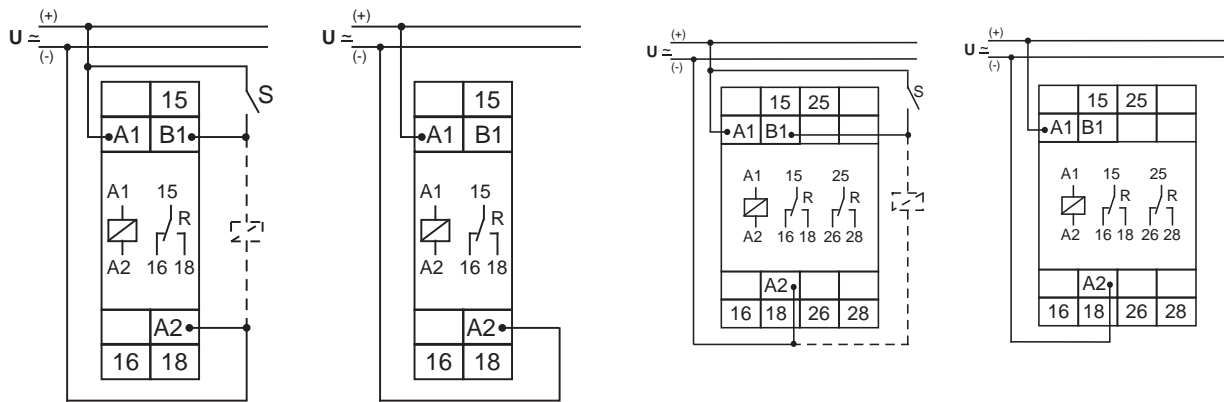 (+)
U ≃
(-)
S
15
A1 B1
A1 15
R
A2 16 18
A2
16 18
(+)
U ≃
(-)
15
A1 B1
A1 15
R
A2 16 18
A2
16 18
(+)
U ≃
(-)
S
15 25
A1 B1
A1 15 25
R R
A2 16 18 26 28
A2
16 18 26 28
(+)
U ≃
(-)
15 25
A1 B1
A1 15 25
R R
A2 16 18 26 28
A2
16 18 26 28